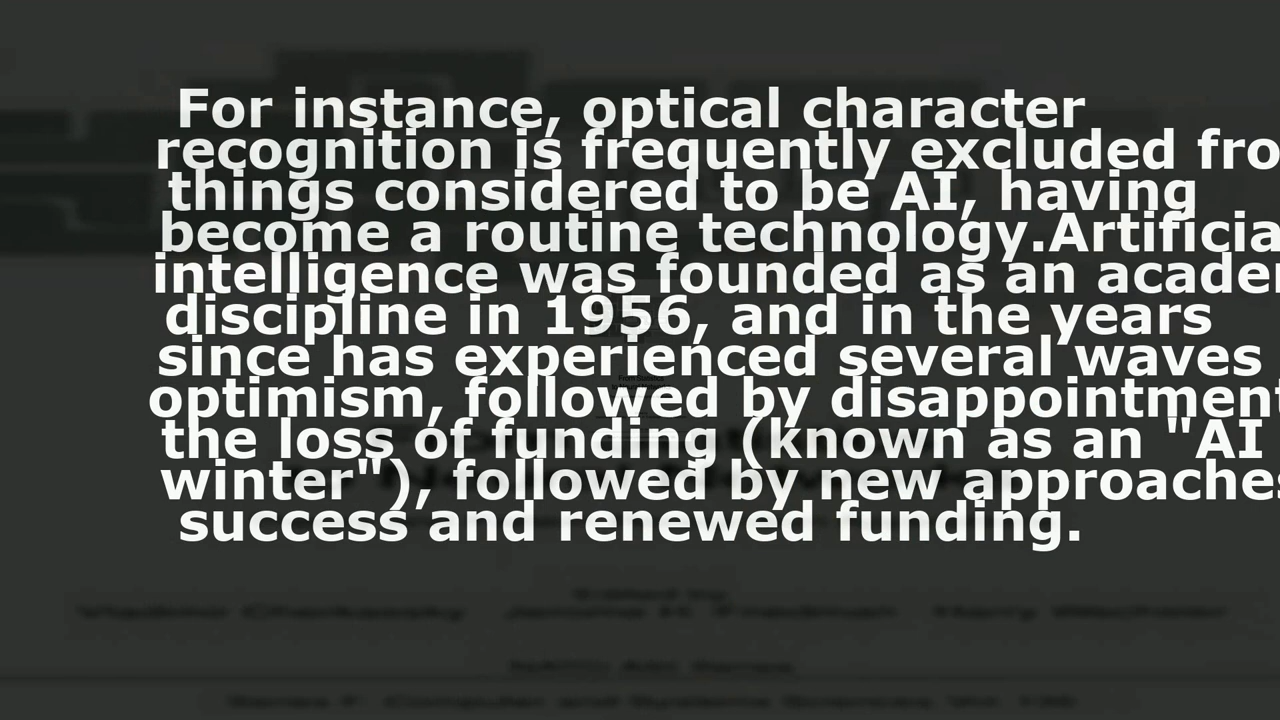 For instance, optical character
recognition is frequently excluded fro
things considered to be AI, having
become a routine technology.Artificia
intelligence was founded as an acade
discipline in 1956, and in the years
since has experienced several waves
optimism, followed by disappointment
the loss of funding (known as an "AI
winter"), followed by new approaches
success and renewed funding.